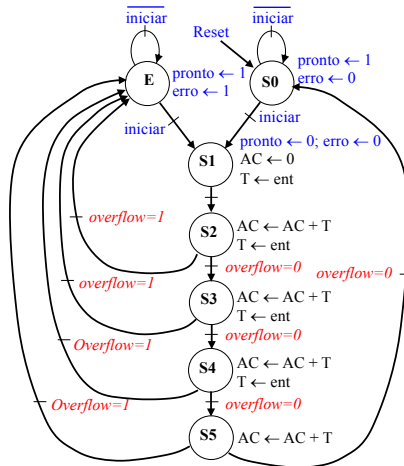 iniciar
iniciar
Reset
E
pronto ← 1
erro ← 1
S0
pronto ← 1
erro ← 0
iniciar
iniciar
pronto ← 0; erro ← 0
S1
AC ← 0
T ← ent
S2
AC ← AC + T
T ← ent
overflow=1
overflow=0
overflow=0
overflow=1
S3
AC ← AC + T
T ← ent
overflow=0
Overflow=1
S4
AC ← AC + T
T ← ent
Overflow=1
overflow=0
S5
AC ← AC + T